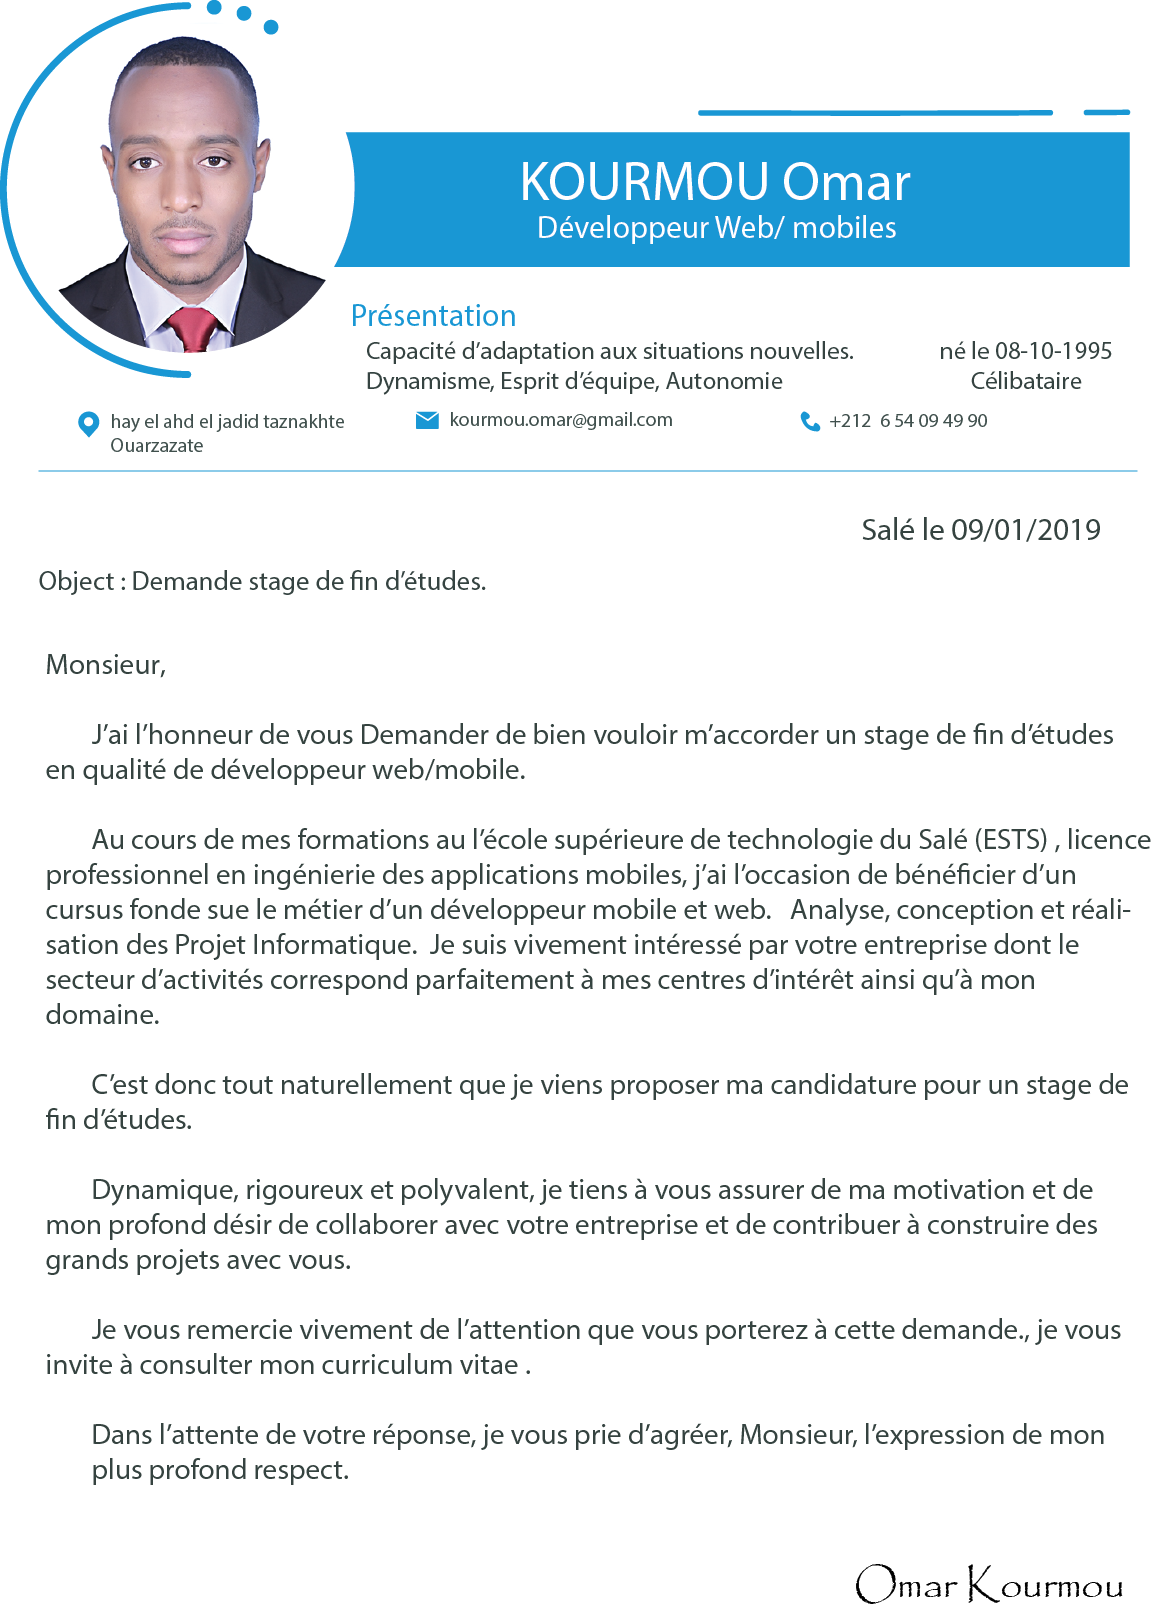 KOURMOU Omar
Développeur Web/ mobiles
Présentation
Capacité d’adaptation aux situations nouvelles.
Dynamisme, Esprit d’équipe, Autonomie
né le 08-10-1995
Célibataire
hay el ahd el jadid taznakhte
Ouarzazate
kourmou.omar@gmail.com
+212  6 54 09 49 90
Salé le 09/01/2019
Object : Demande stage de fin d’études.
Monsieur,
J’ai l’honneur de vous Demander de bien vouloir m’accorder un stage de fin d’études
en qualité de développeur web/mobile.
Au cours de mes formations au l’école supérieure de technologie du Salé (ESTS) , licence
professionnel en ingénierie des applications mobiles, j’ai l’occasion de bénéficier d’un
cursus fonde sue le métier d’un développeur mobile et web.   Analyse, conception et réali-
sation des Projet Informatique.  Je suis vivement intéressé par votre entreprise dont le
secteur d’activités correspond parfaitement à mes centres d’intérêt ainsi qu’à mon
domaine.
C’est donc tout naturellement que je viens proposer ma candidature pour un stage de
fin d’études.
Dynamique, rigoureux et polyvalent, je tiens à vous assurer de ma motivation et de
mon profond désir de collaborer avec votre entreprise et de contribuer à construire des
grands projets avec vous.
Je vous remercie vivement de l’attention que vous porterez à cette demande., je vous
invite à consulter mon curriculum vitae .
Dans l’attente de votre réponse, je vous prie d’agréer, Monsieur, l’expression de mon
plus profond respect.
Omar Kourmou